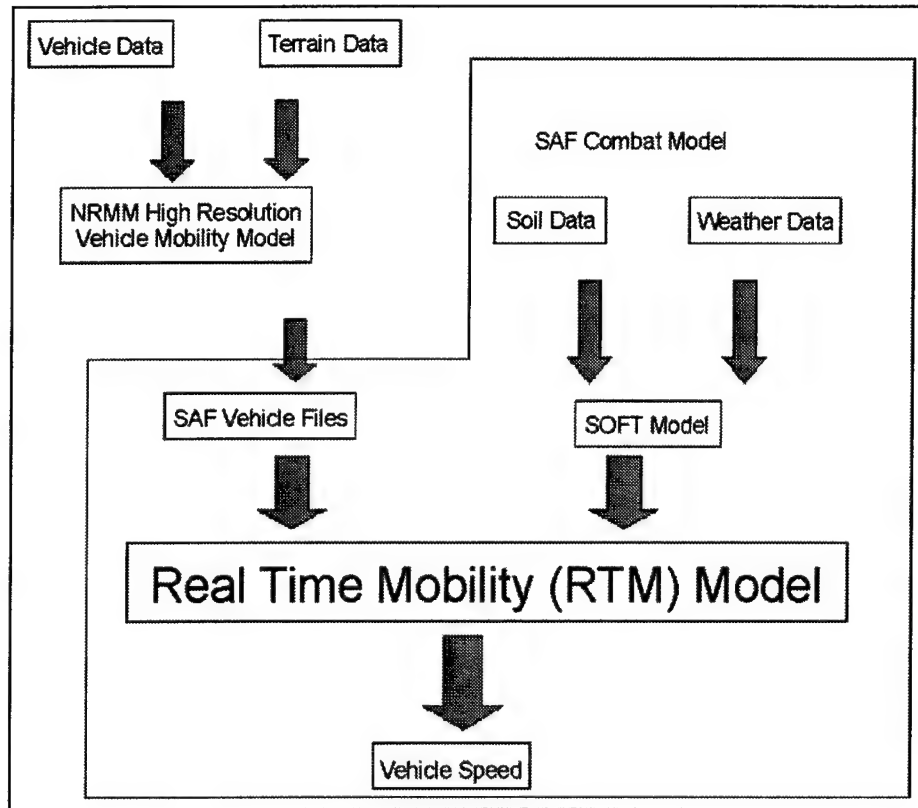 Vehicle Data
Terrain Data
SAF Combat Model
NRMM High Resolution
Vehicle Mobility Model
Soil Data
Weather Data
SAF Vehicle Files
SOFT Model
Real Time Mobility (RTM) Model
Vehicle Speed